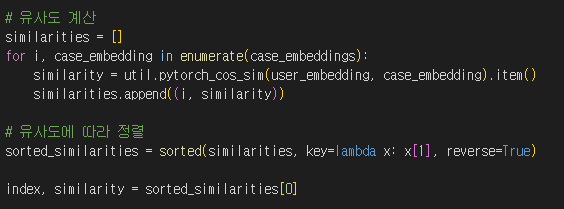 # 유사도 계산
similarities = []
for i, case_embedding in enumerate(case_embeddings):
    similarity = util.pytorch_cos_sim(user_embedding, case_embedding).item()
    similarities.append((i, similarity))

# 유사도에 따라 정렬
sorted_similarities = sorted(similarities, key=lambda x: x[1], reverse=True)

index, similarity = sorted_similarities[0]